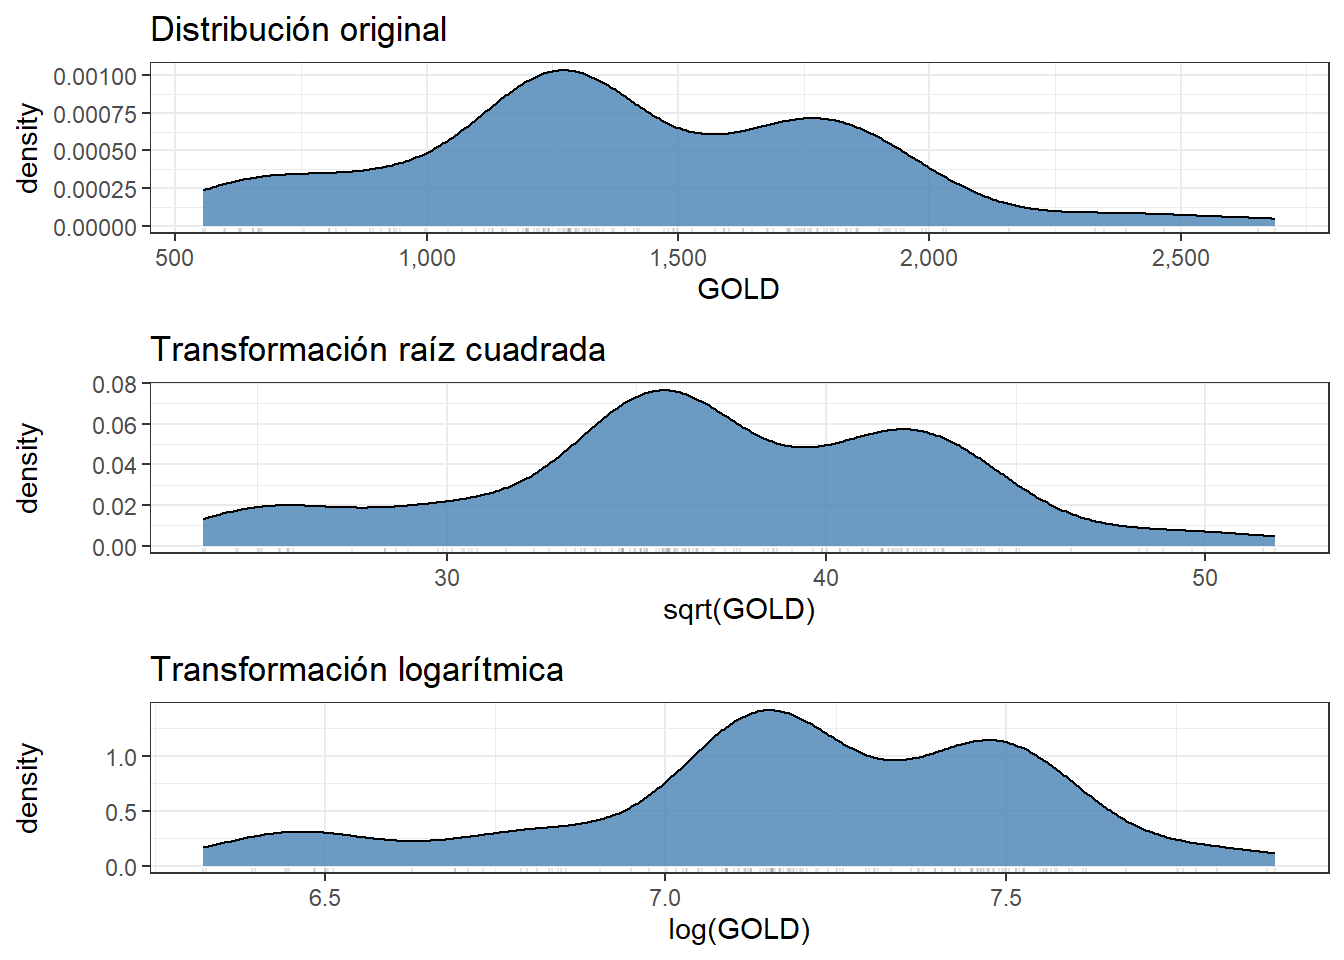 Distribución original
density
0.00100
0.00075
0.00050
0.00025
0.00000
500 1,000 1,500 2,000 2,500
GOLD
Transformación raíz cuadrada
density
0.08
0.06
0.04
0.02
0.00
30 40 50
sqrt(GOLD)
Transformación logarítmica
density
1.0
0.5
0.0
6.5 7.0 7.5
log(GOLD)